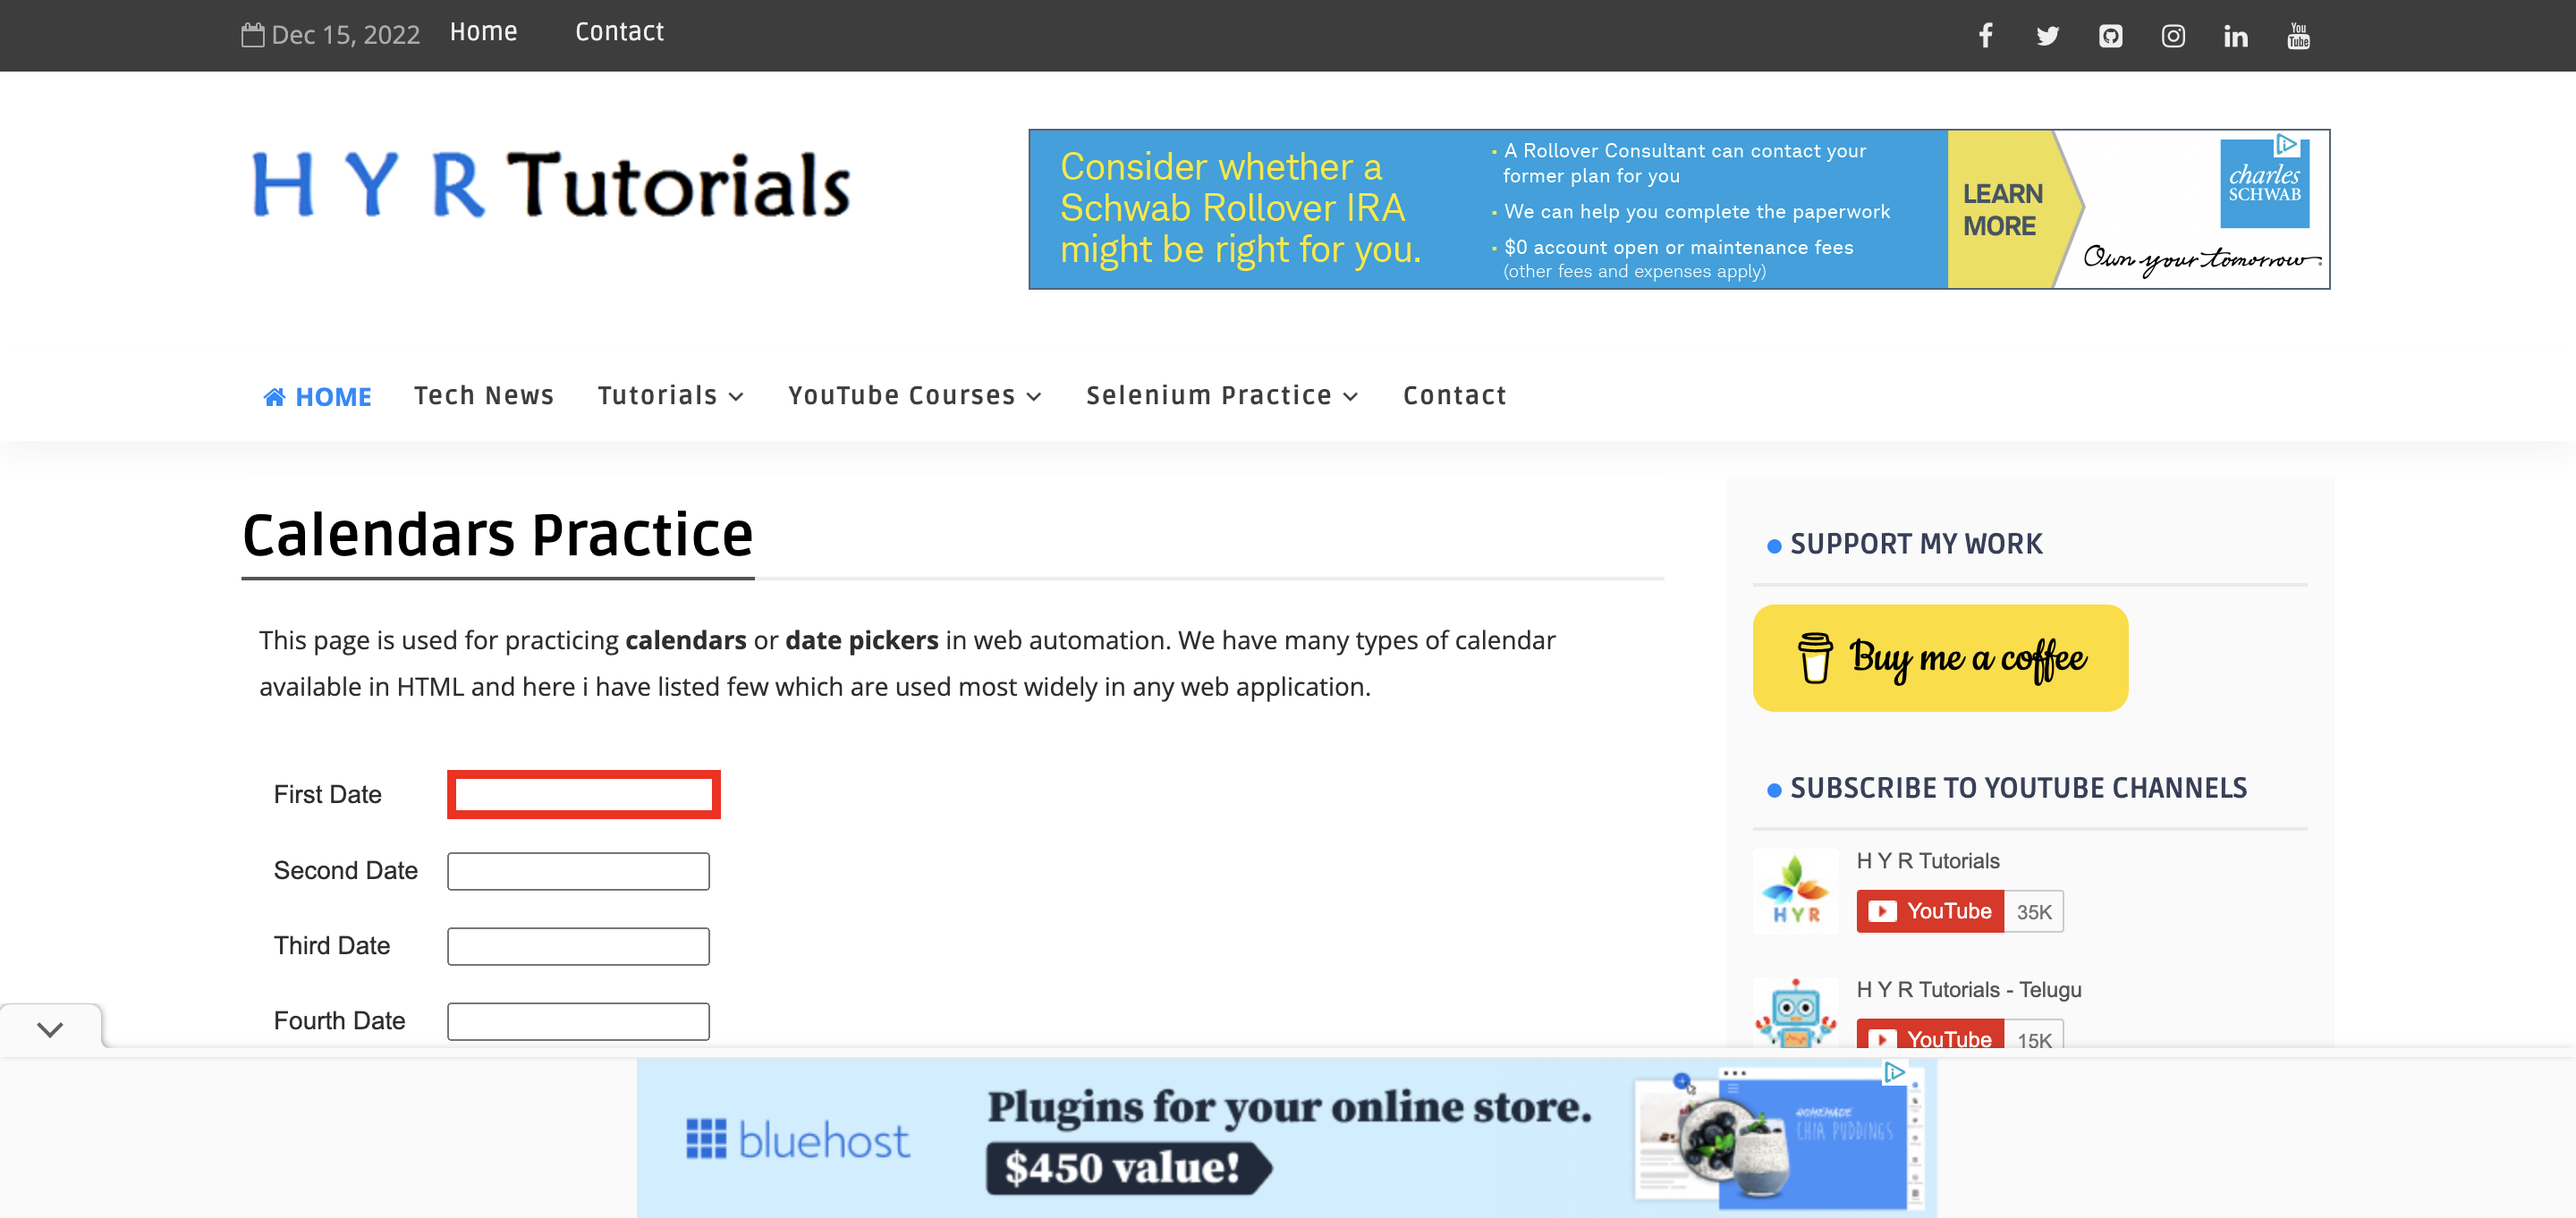 Dec 15, 2022 Home Contact
You
Tube
H Y R Tutorials
Consider whether a
Schwab Rollover IRA
might be right for you.
· A Rollover Consultant can contact your
former plan for you
· We can help you complete the paperwork
· $0 account open or maintenance fees
(other fees and expenses apply)
LEARN
MORE
charles
SCHWAB
Own your tomorrow.
HOME Tech News Tutorials YouTube Courses Selenium Practice Contact
Calendars Practice
This page is used for practicing calendars or date pickers in web automation. We have many types of calendar
available in HTML and here i have listed few which are used most widely in any web application.
First Date
Second Date
Third Date
Fourth Date
SUPPORT MY WORK
Buy me a coffee
SUBSCRIBE TO YOUTUBE CHANNELS
H Y R Tutorials
HYR
YouTube 35K
H Y R Tutorials - Telugu
YouTube 15K
bluehost
Plugins for your online store.
$450 value!
HOMEMADE
CHIA PUDDINGS